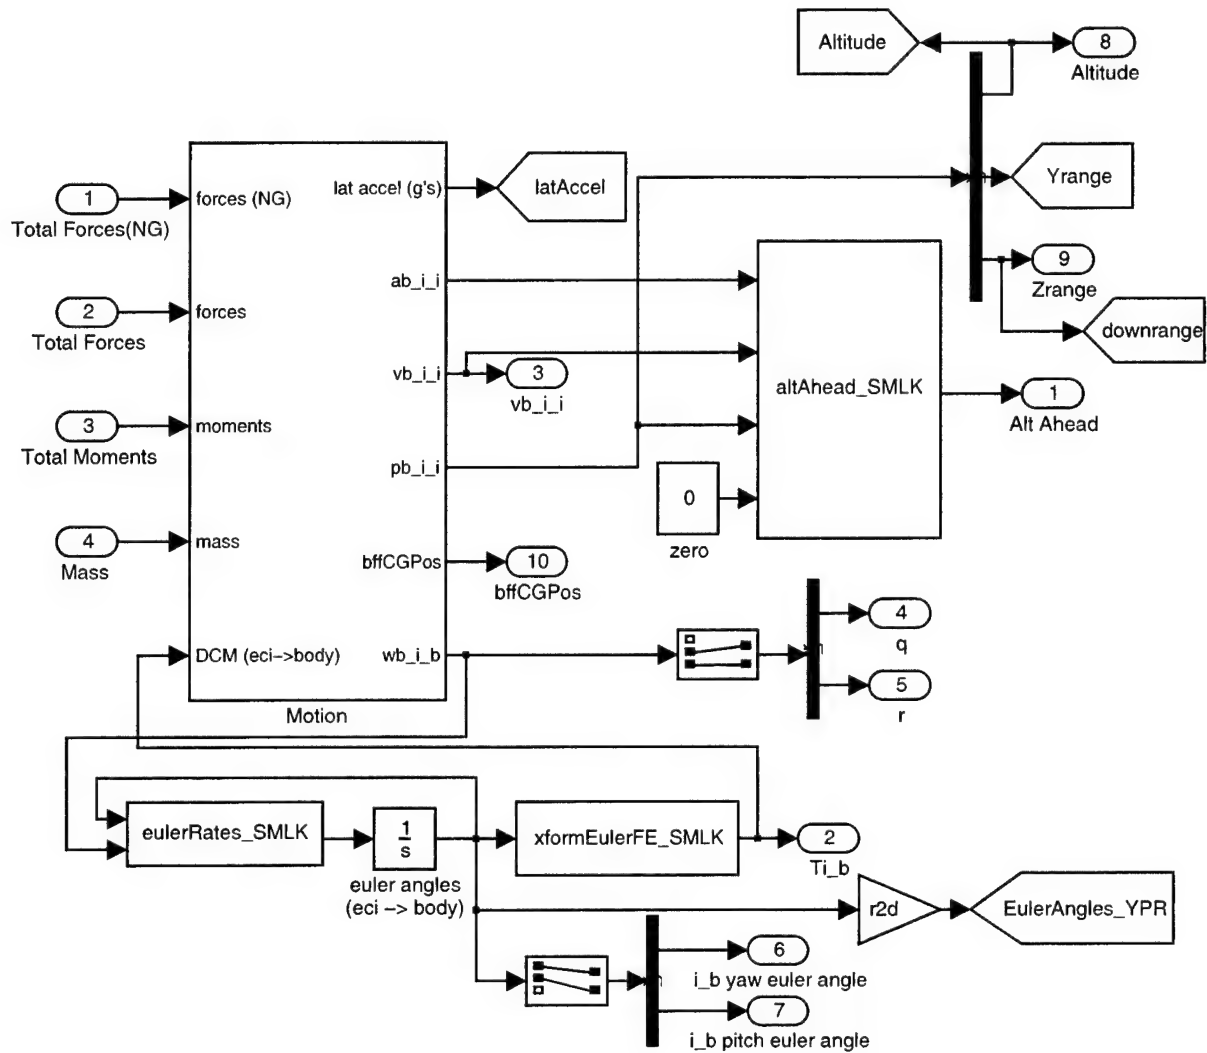 Altitude
8
Altitude
1
Total Forces(NG)
forces (NG)
lat accel (g's)
latAccel
Yrange
ab_i_i
9
Zrange
2
Total Forces
forces
downrange
vb_i_i
3
vb_i_i
altAhead_SMLK
1
Alt Ahead
3
Total Moments
moments
pb_i_i
0
zero
4
Mass
mass
bffCGPos
10
bffCGPos
4
q
DCM (eci->body)
wb_i_b
5
r
Motion
eulerRates_SMLK
1
s
euler angles
(eci -> body)
xformEulerFE_SMLK
2
Ti_b
r2d
EulerAngles_YPR
6
i_b yaw euler angle
7
i_b pitch euler angle